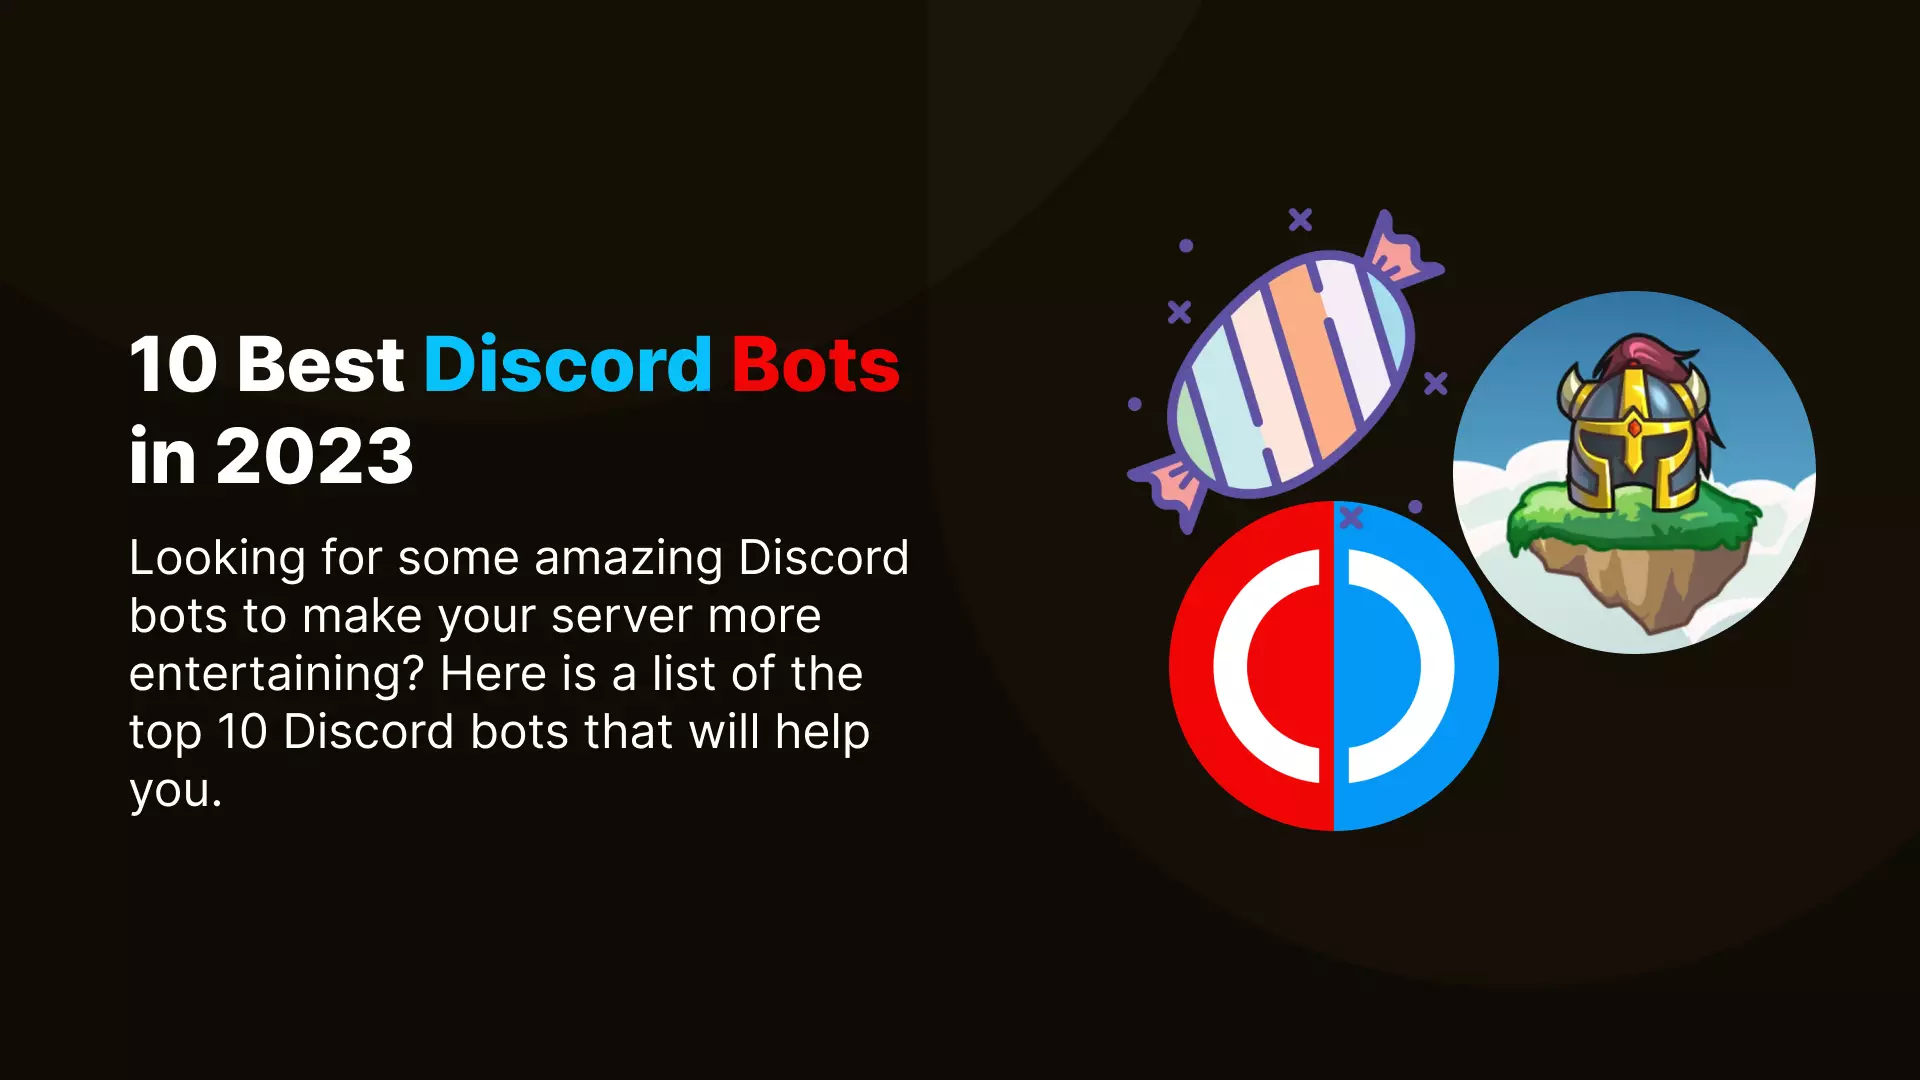 10 Best Discord Bots
in 2023
Looking for some amazing Discord
bots to make your server more
entertaining? Here is a list of the
top 10 Discord bots that will help
you.